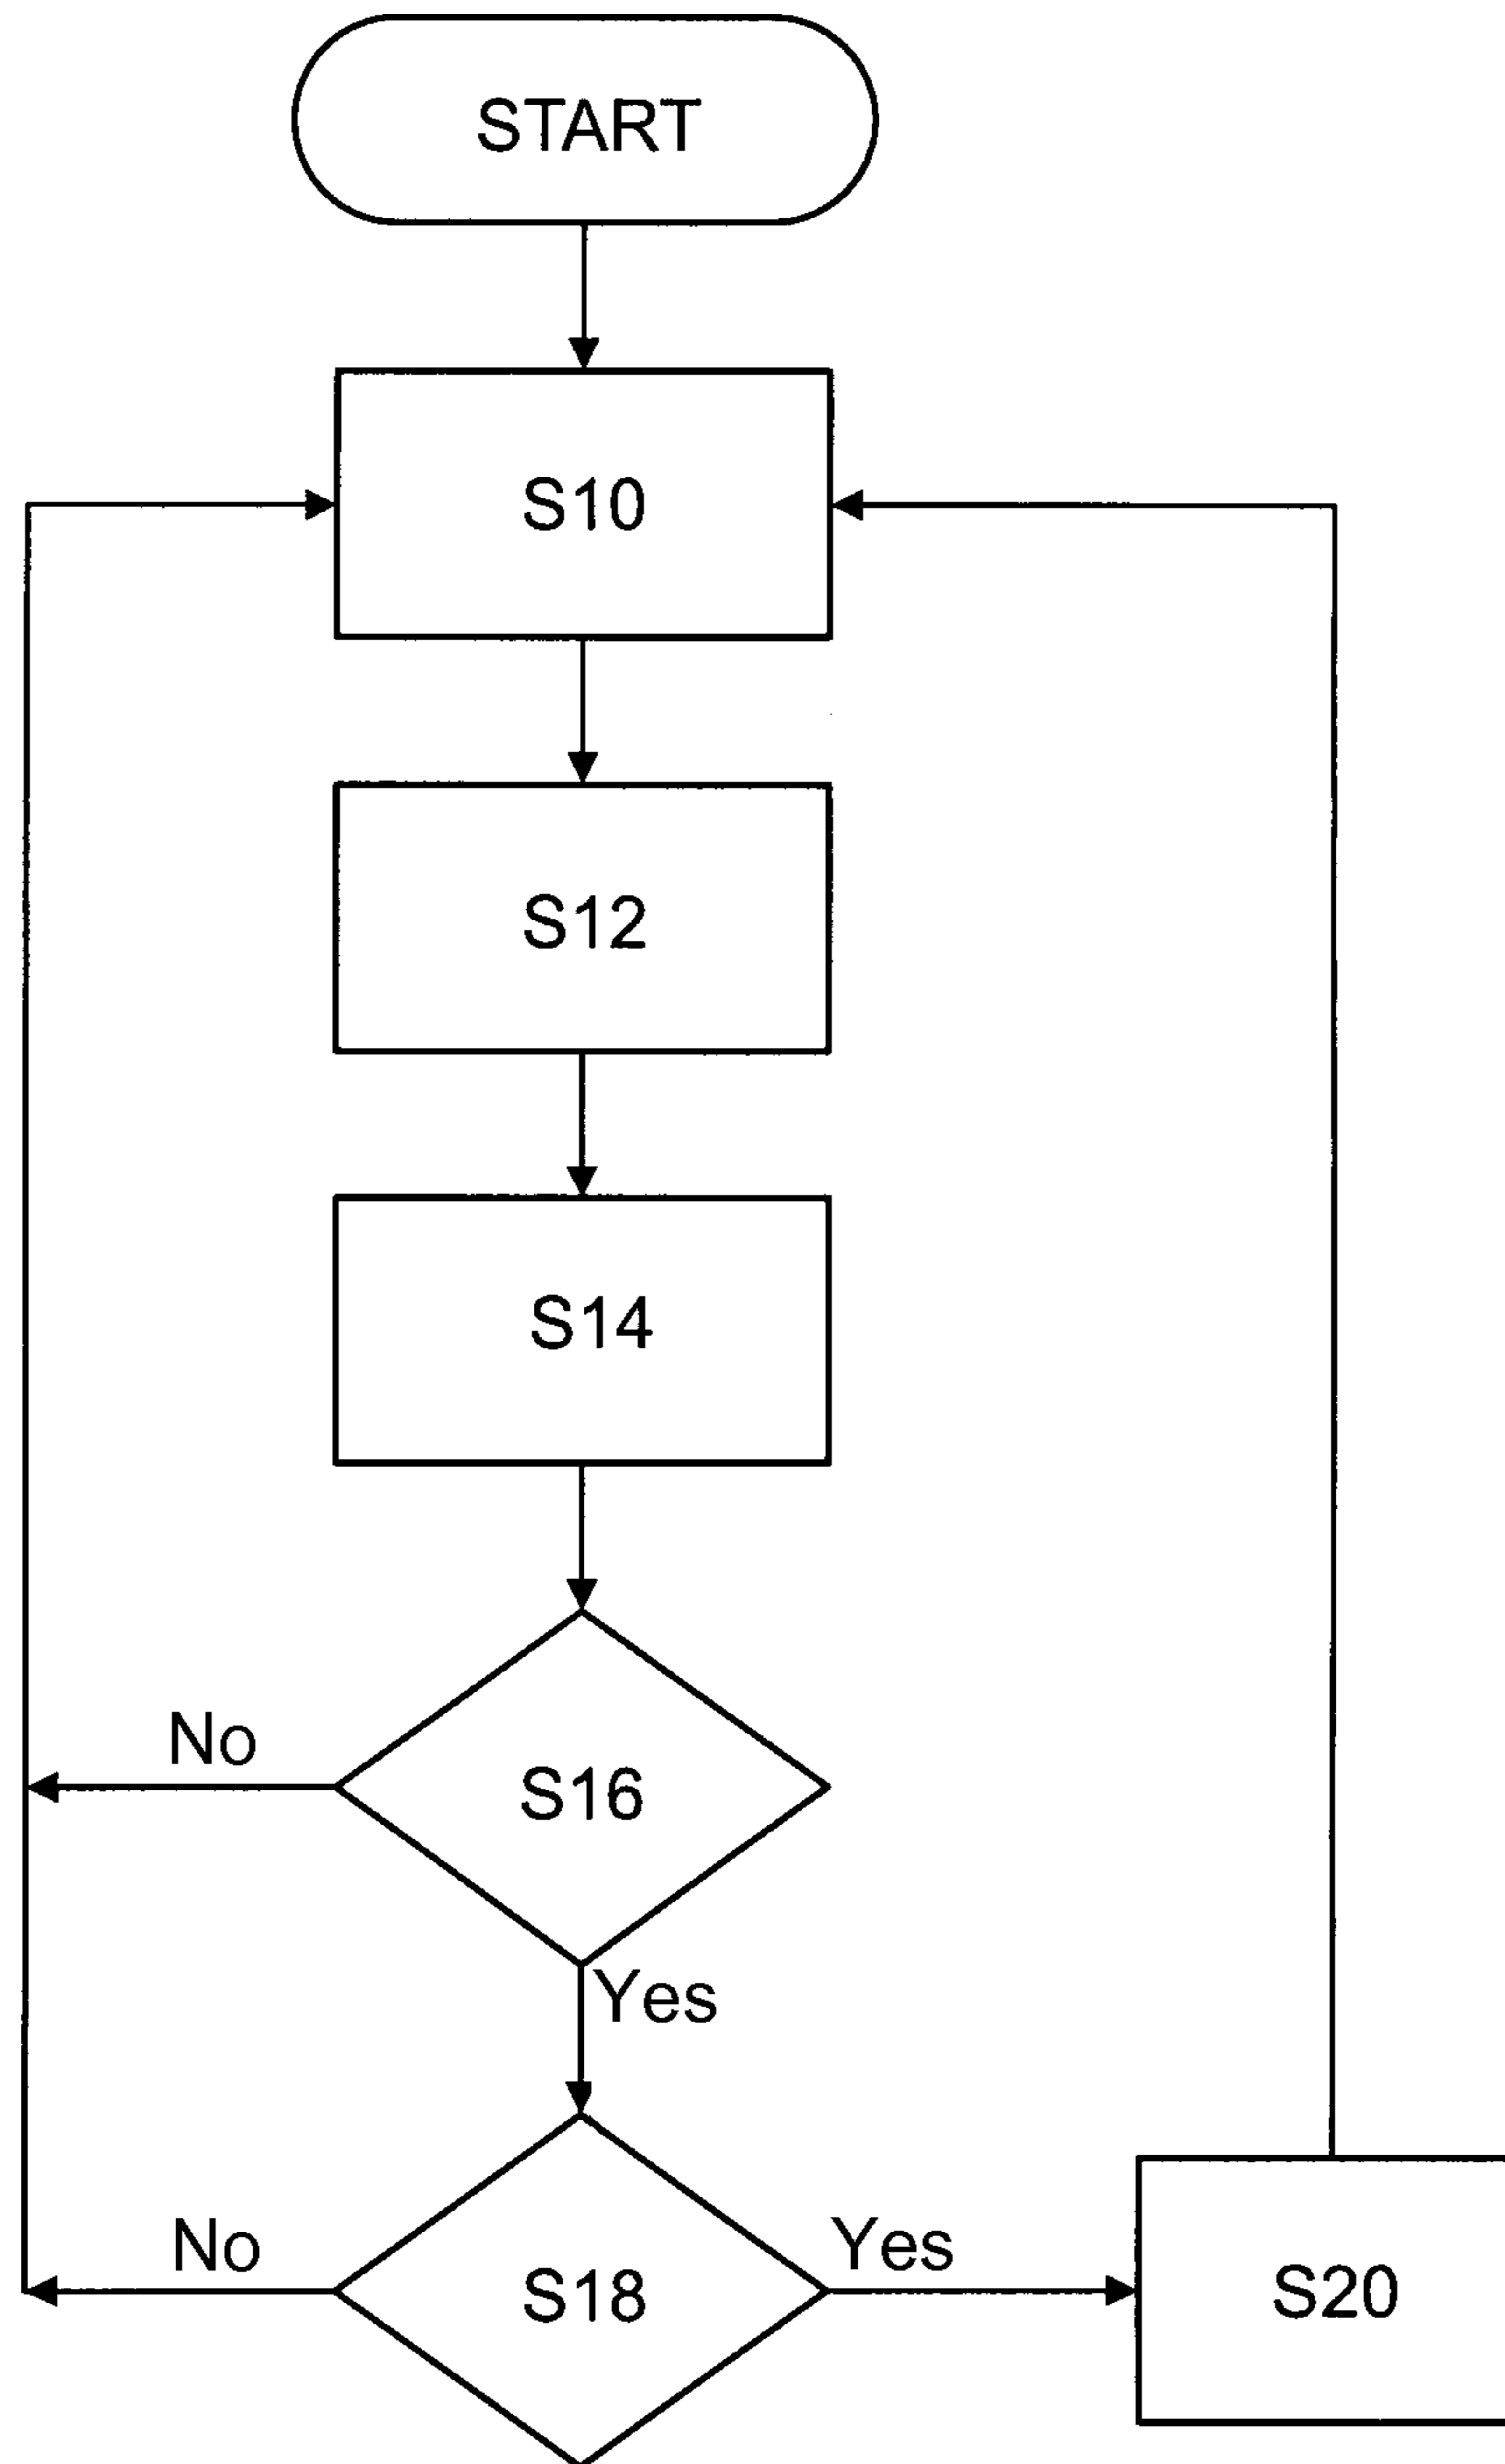 START
S10
S12
S14
No
S16
Yes
No
Yes
S18
S20